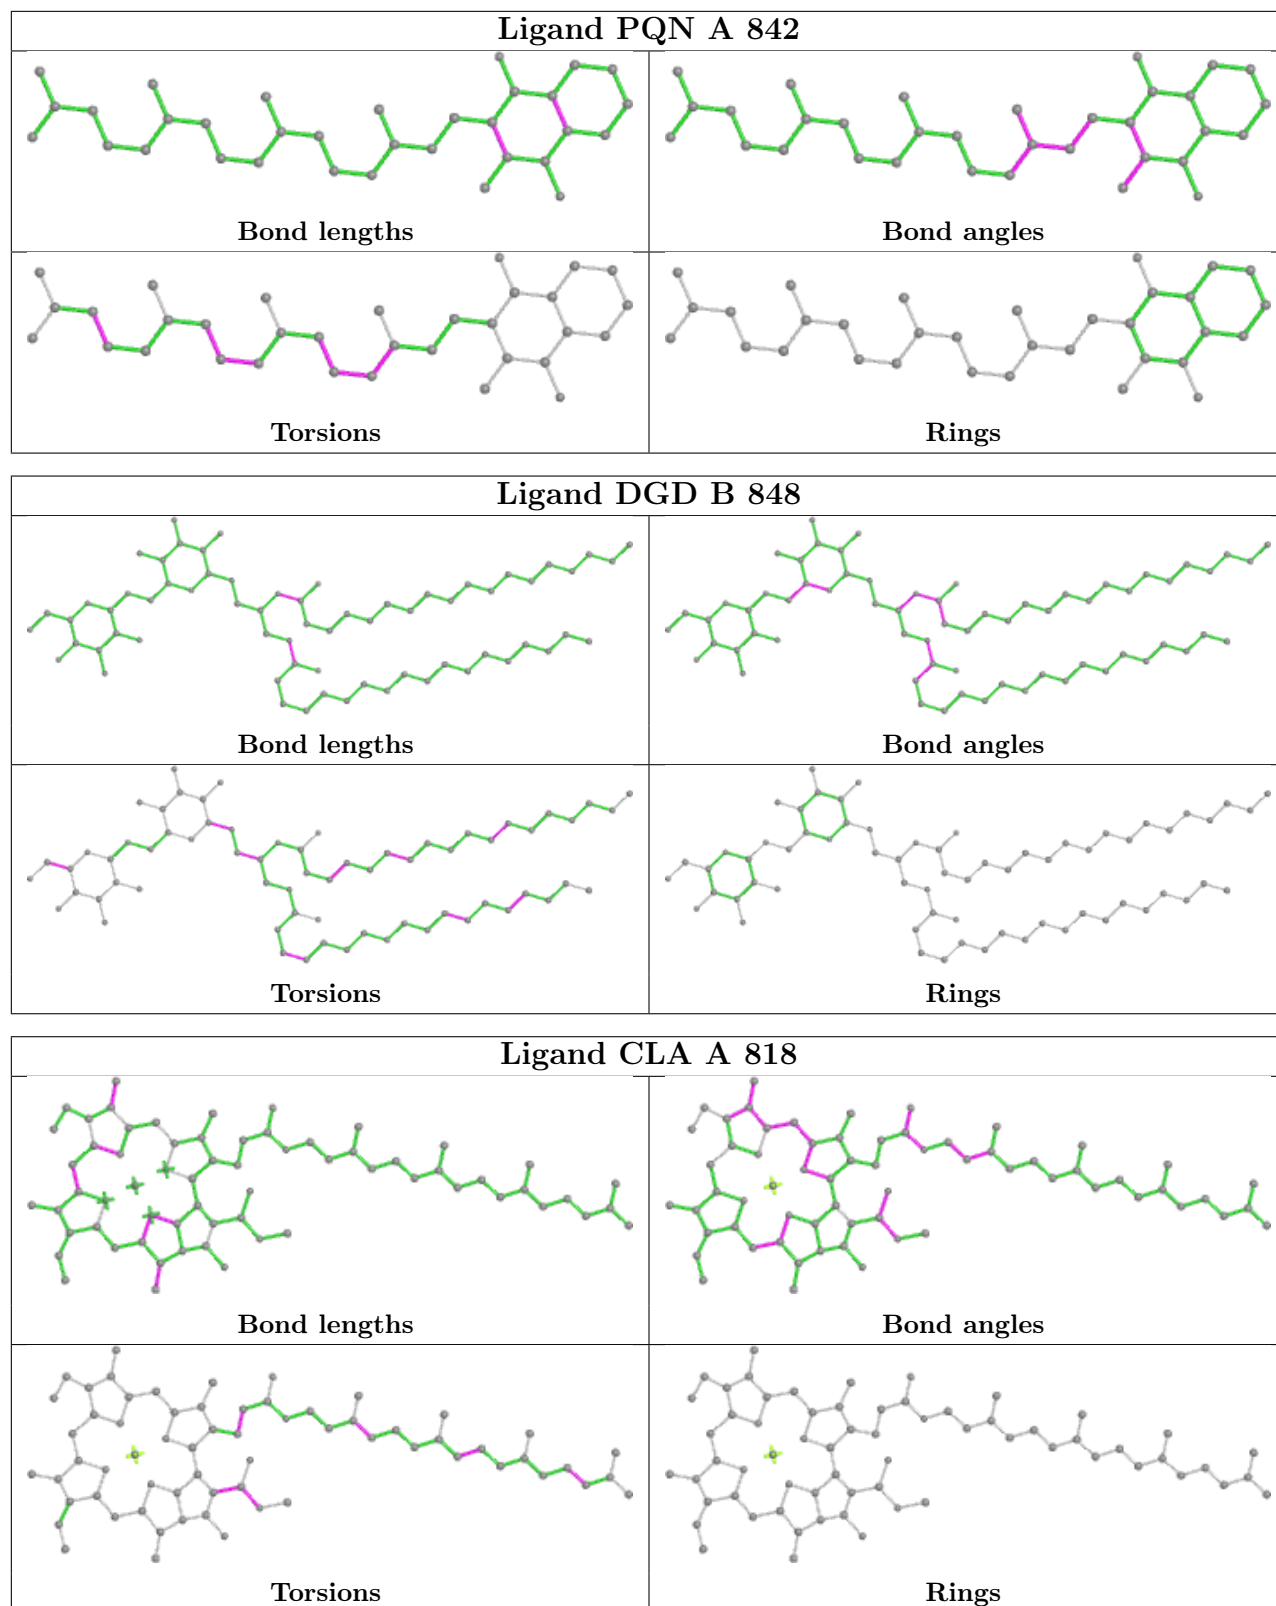 Ligand PQN A 842
Bond lengths
Bond angles
Torsions
Rings
Ligand DGD B 848
Bond lengths
Bond angles
Torsions
Rings
Ligand CLA A 818
Bond lengths
Bond angles
Torsions
Rings